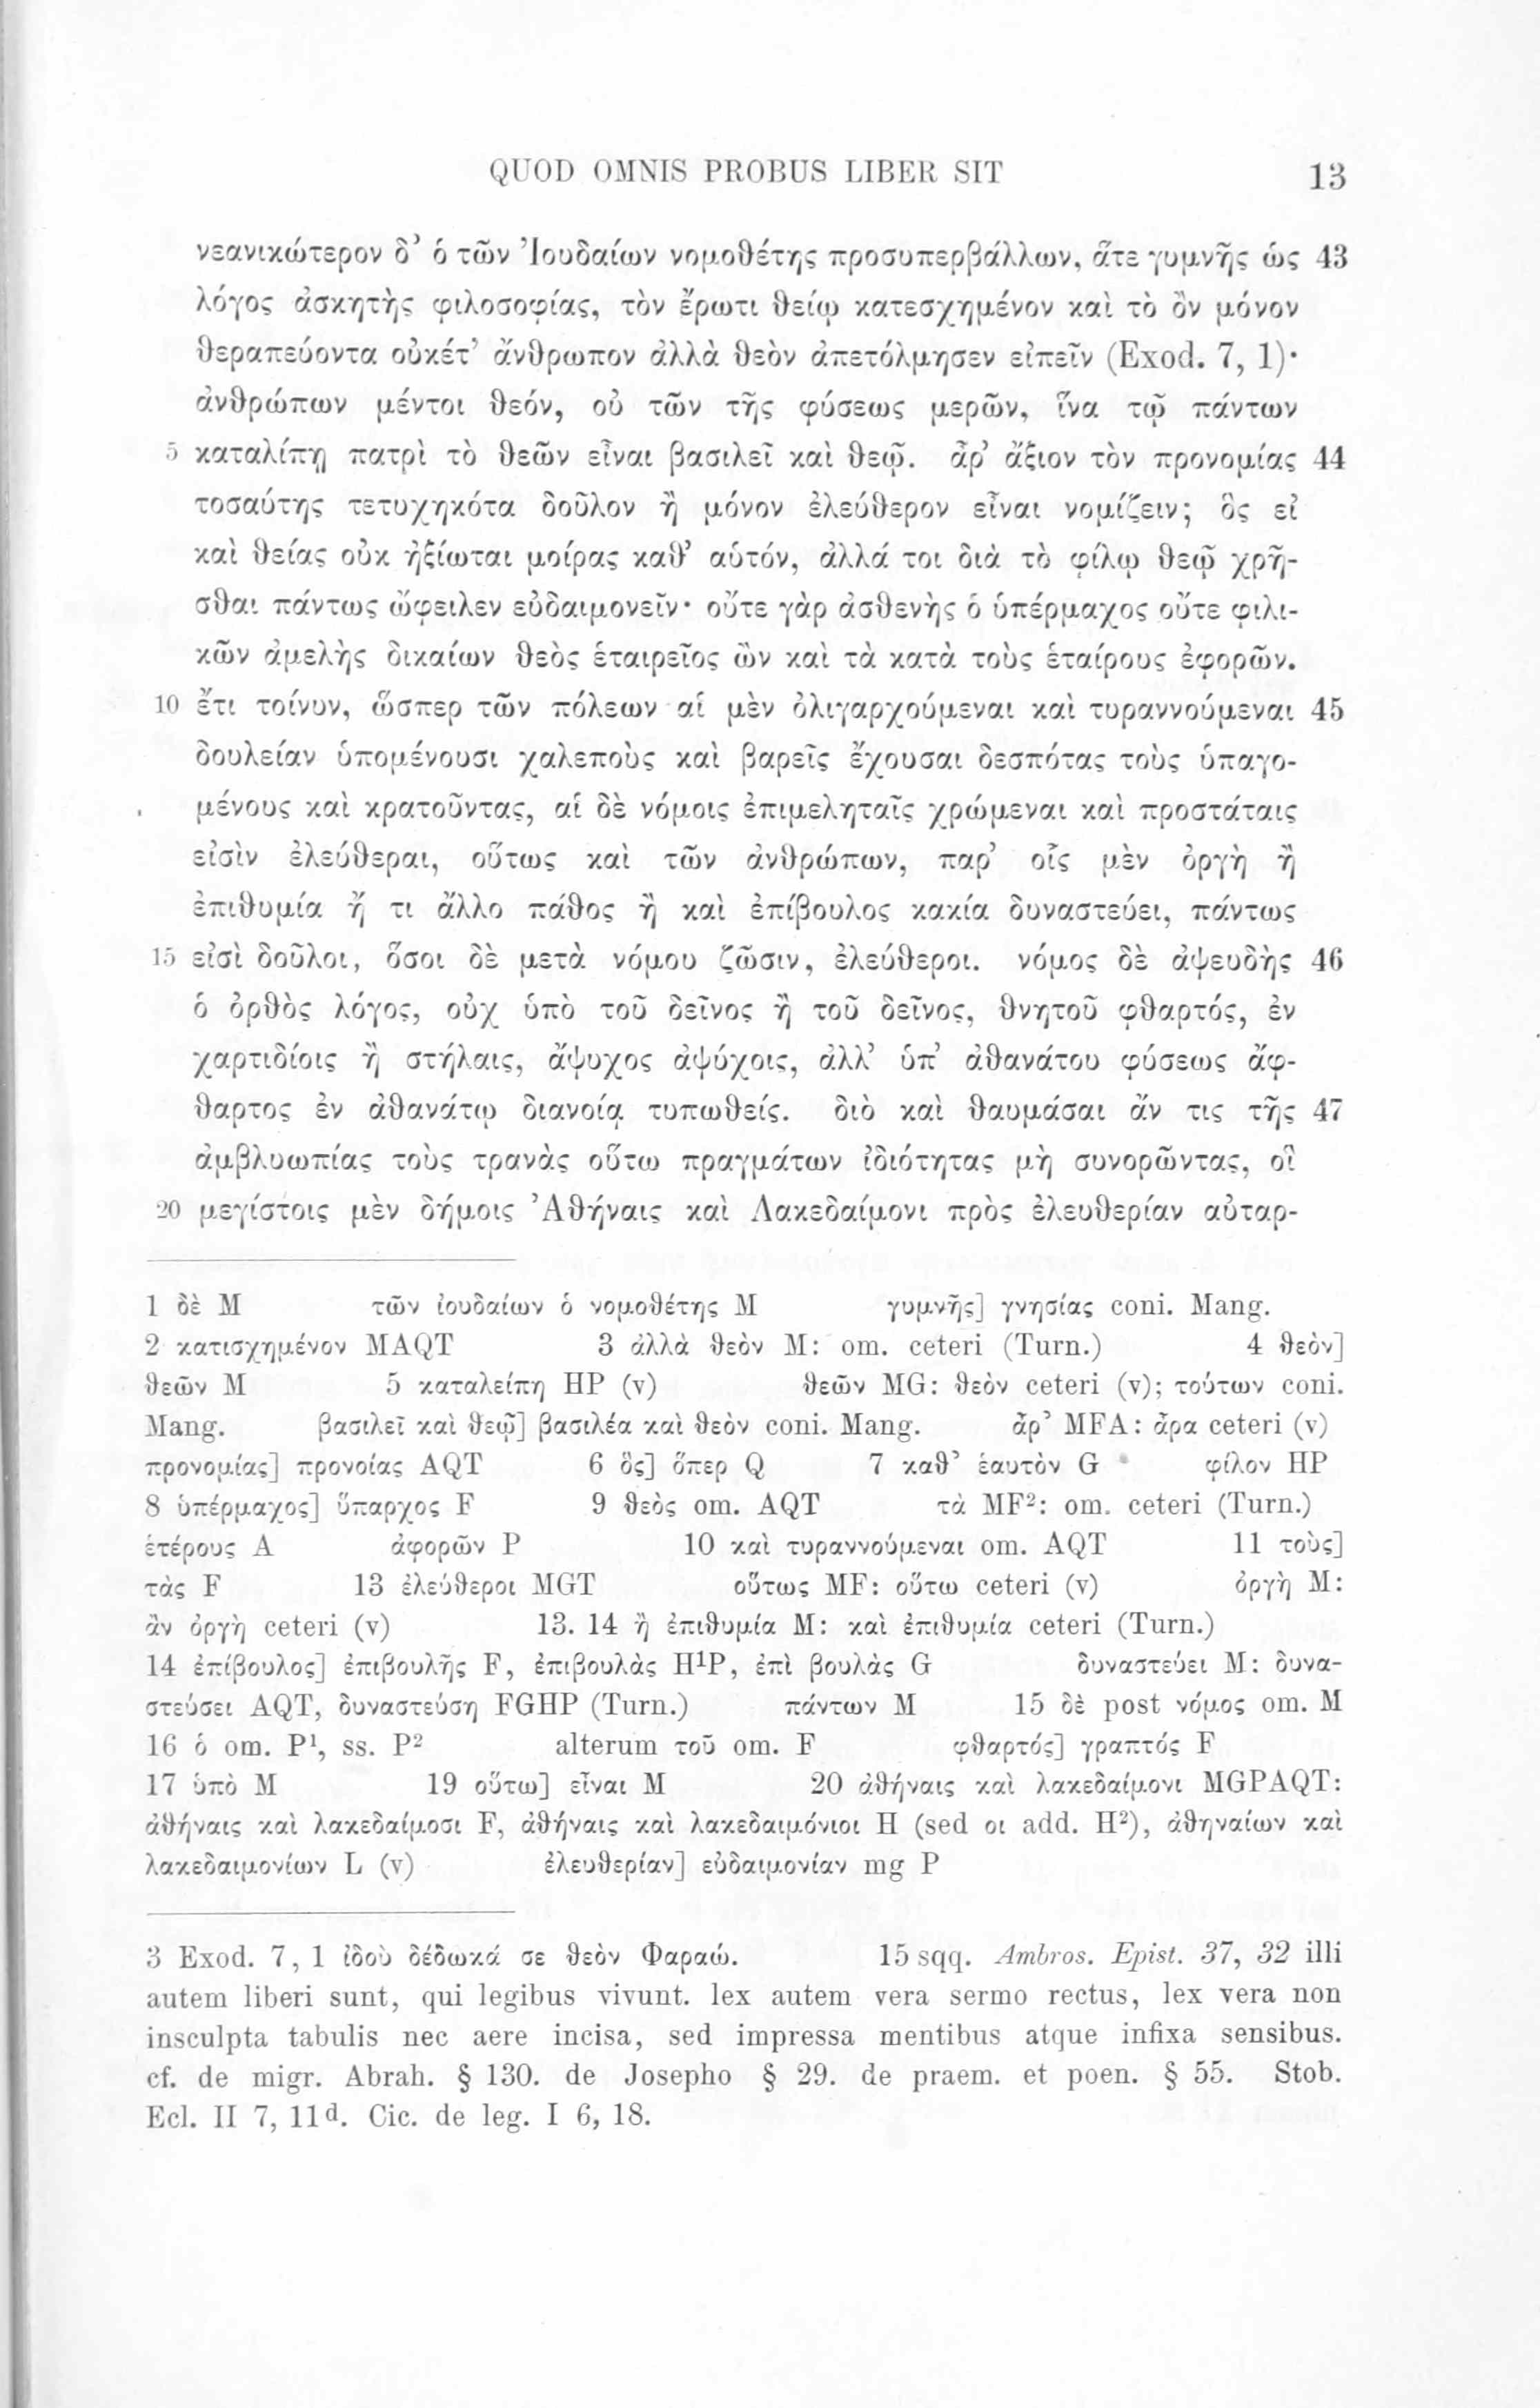 QUOD OMNIS PROBUS LIBER SIT 13
νεανικώτερον δ’ ὁ τῶν Ἰουδαίων νομοθέτης προσυπερβάλλων, ἅτε γυμνῆς ὡς 43
λόγος ἀσκητὴς φιλοσοφίας, τὸν ἔρωτι θείῳ κατεσχημένον καὶ τὸ ὂν μόνον
θεραπεύοντα οὐκέτ’ ἄνθρωπον ἀλλὰ θεὸν ἀπετόλμησεν εἰπεῖν (Exod. 7, 1)·
ἀνθρώπων μέντοι θεόν, οὐ τῶν τῆς φύσεως μερῶν, ἵνα τῷ πάντων
5 καταλίπῃ πατρὶ τὸ θεῶν εἶναι βασιλεῖ καὶ θεῷ. ἆρ’ ἄξιον τὸν προνομίας 44
τοσαύτης τετυχηκότα δοῦλον ἢ μόνον ἐλεύθερον εἶναι νομίζειν; ὃς εἰ
καὶ θείας οὐκ ἠξίωται μοίρας καθ’ αὑτόν, ἀλλά τοι διὰ τὸ φίλῳ θεῷ χρῆ-
σθαι πάντως ὤφειλεν εὐδαιμονεῖν· οὔτε γὰρ ἀσθενὴς ὁ ὑπέρμαχος οὔτε φιλι-
κῶν ἀμελὴς δικαίων θεὸς ἑταιρεῖος ὢν καὶ τὰ κατὰ τοὺς ἑταίρους ἐφορῶν.
10 ἔτι τοίνυν, ὥσπερ τῶν πόλεων αἱ μὲν ὀλιγαρχούμεναι καὶ τυραννούμεναι 45
δουλείαν ὑπομένουσι χαλεποὺς καὶ βαρεῖς ἔχουσαι δεσπότας τοὺς ὑπαγο-
μένους καὶ κρατοῦντας, αἱ δὲ νόμοις ἐπιμεληταῖς χρώμεναι καὶ προστάταις
εἰσὶν ἐλεύθεραι, οὕτως καὶ τῶν ἀνθρώπων, παρ’ οἷς μὲν ὀργὴ ἢ
ἐπιθυμία ἤ τι ἄλλο πάθος ἢ καὶ ἐπίβουλος κακία δυναστεύει, πάντως
15 εἰσὶ δοῦλοι, ὅσοι δὲ μετὰ νόμου ζῶσιν, ἐλεύθεροι. νόμος δὲ ἀψευδὴς 46
ὁ ὀρθὸς λόγος, οὐχ ὑπὸ τοῦ δεῖνος ἢ τοῦ δεῖνος, θνητοῦ φθαρτός, ἐν
χαρτιδίοις ἢ στήλαις, ἄψυχος ἀψύχοις, ἀλλ’ ὑπ’ ἀθανάτου φύσεως ἄφ-
θαρτος ἐν ἀθανάτῳ διανοίᾳ τυπωθείς. διὸ καὶ θαυμάσαι ἄν τις τῆς 47
ἀμβλυωπίας τοὺς τρανὰς οὕτω πραγμάτων ἰδιότητας μὴ συνορῶντας, οἳ
20 μεγίστοις μὲν δήμοις Ἀθήναις καὶ Λακεδαίμονι πρὸς ἐλευθερίαν αὐταρ-
1 δὲ M τῶν ἰουδαίων ὁ νομοθέτης M γυμνῆς] γνησίας coni. Mang.
2 κατισχημένον MAQT 3 ἀλλὰ θεὸν M: om. ceteri (Turn.) 4 θεὸν]
θεῶν M 5 καταλείπῃ HP (v) θεῶν MG: θεὸν ceteri (v); τούτων coni.
Mang. βασιλεῖ καὶ θεῷ] βασιλέα καὶ θεὸν coni. Mang. ἆρ’ MFA: ἆρα ceteri (v)
προνομίας] προνοίας AQT 6 ὃς] ὅπερ Q 7 καθ’ ἑαυτὸν G φίλον HP
8 ὑπέρμαχος] ὕπαρχος F 9 θεὸς om. AQT τὰ MF²: om. ceteri (Turn.)
ἑτέρους A ἀφορῶν P 10 καὶ τυραννούμεναι om. AQT 11 τοὺς]
τὰς F 13 ἐλεύθεροι MGT οὕτως MF: οὕτω ceteri (v) ὀργὴ M:
ἂν ὀργὴ ceteri (v) 13. 14 ἢ ἐπιθυμία M: καὶ ἐπιθυμία ceteri (Turn.)
14 ἐπίβουλος] ἐπιβουλῆς F, ἐπιβουλὰς H¹P, ἐπὶ βουλὰς G δυναστεύει M: δυνα-
στεύσει AQT, δυναστεύσῃ FGHP (Turn.) πάντων M 15 δὲ post νόμος om. M
16 ὁ om. P¹, ss. P² alterum τοῦ om. F φθαρτός] γραπτός F
17 ὑπὸ M 19 οὕτω] εἶναι M 20 ἀθήναις καὶ λακεδαίμονι MGPAQT:
ἀθήναις καὶ λακεδαίμοσι F, ἀθήναις καὶ λακεδαιμόνιοι H (sed οι add. H²), ἀθηναίων καὶ
λακεδαιμονίων L (v) ἐλευθερίαν] εὐδαιμονίαν mg P
3 Exod. 7, 1 ἰδοὺ δέδωκά σε θεὸν Φαραώ. 15 sqq. Ambros. Epist. 37, 32 illi
autem liberi sunt, qui legibus vivunt. lex autem vera sermo rectus, lex vera non
insculpta tabulis nec aere incisa, sed impressa mentibus atque infixa sensibus.
cf. de migr. Abrah. § 130. de Josepho § 29. de praem. et poen. § 55. Stob.
Ecl. II 7, 11ᵈ. Cic. de leg. I 6, 18.